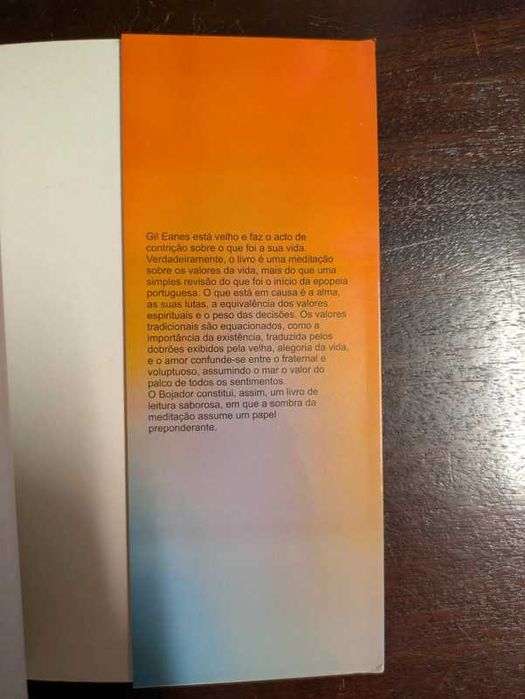 Gil Eanes está velho e faz o acto de
contrição sobre o que foi a sua vida.
Verdadeiramente, o livro é uma meditação
sobre os valores da vida, mais do que uma
simples revisão do que foi o início da epopeia
portuguesa. O que está em causa é a alma,
as suas lutas, a equivalência dos valores
espirituais e o peso das decisões. Os valores
tradicionais são equacionados, como a
importância da existência, traduzida pelos
dobrões exibidos pela velha, alegoria da vida,
e o amor confunde-se entre o fraternal e
voluptuoso, assumindo o mar o valor do
palco de todos os sentimentos.
O Bojador constitui, assim, um livro de
leitura saborosa, em que a sombra da
meditação assume um papel
preponderante.